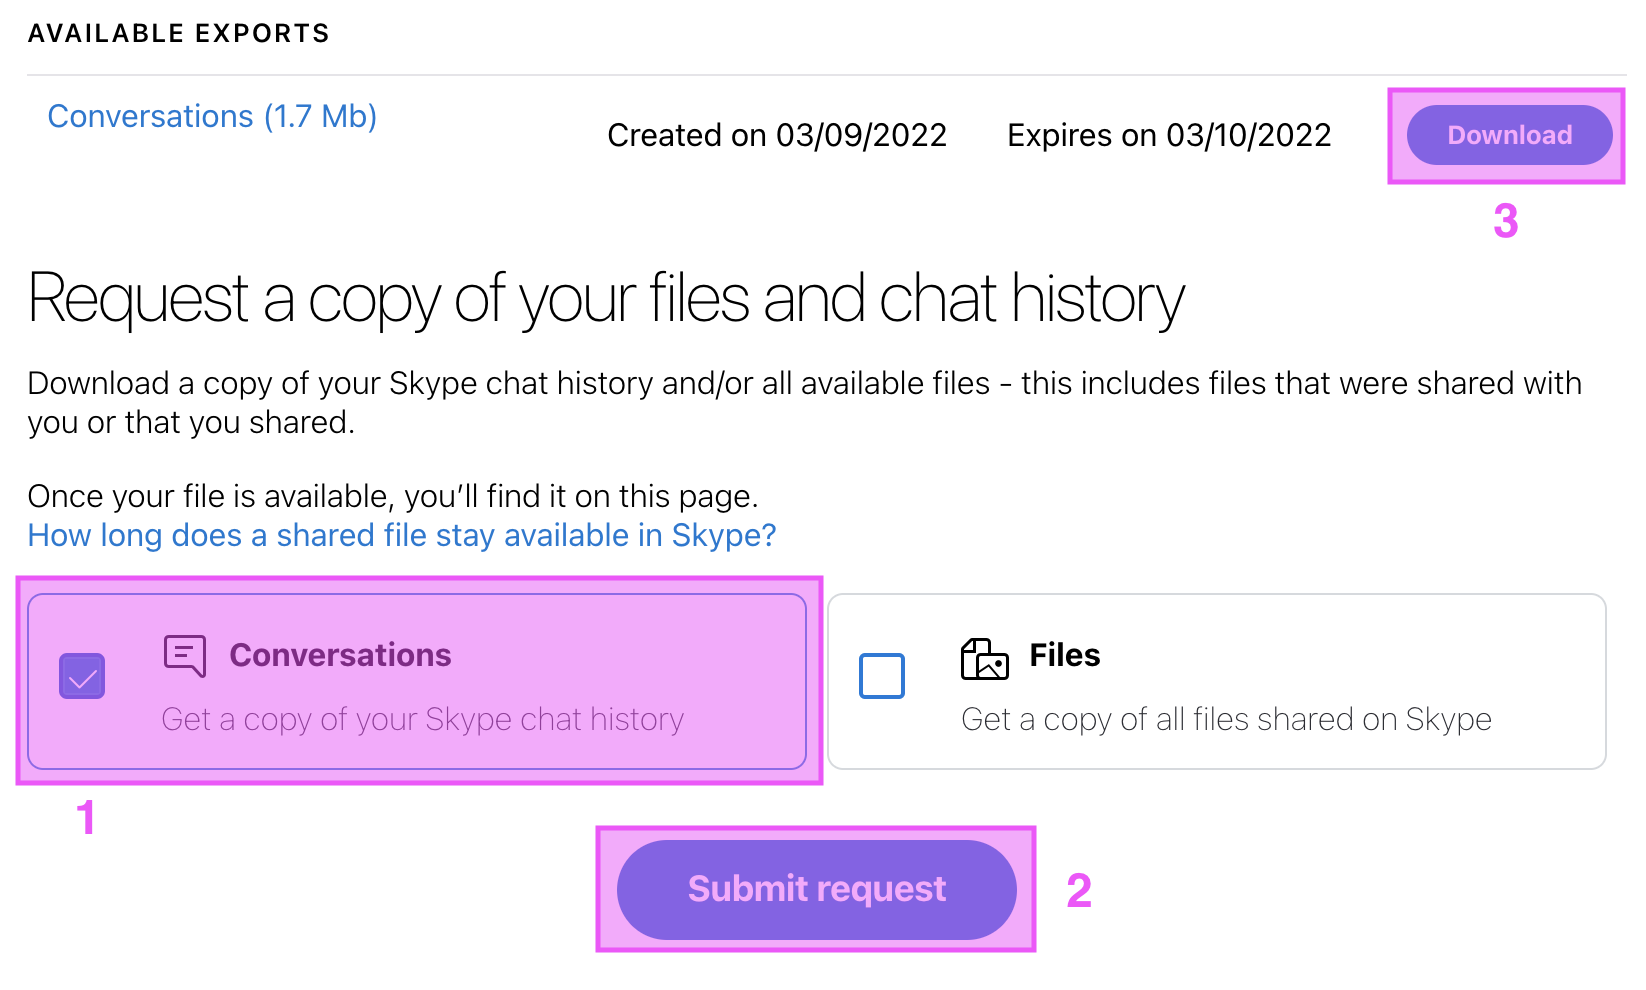 AVAILABLE EXPORTS
Conversations (1.7 Mb)
Created on 03/09/2022
Expires on 03/10/2022
Download
3
Request a copy of your files and chat history
Download a copy of your Skype chat history and/or all available files - this includes files that were shared with
you or that you shared.
Once your file is available, you’ll find it on this page.
How long does a shared file stay available in Skype?
Conversations
Get a copy of your Skype chat history
Files
Get a copy of all files shared on Skype
1
Submit request
2